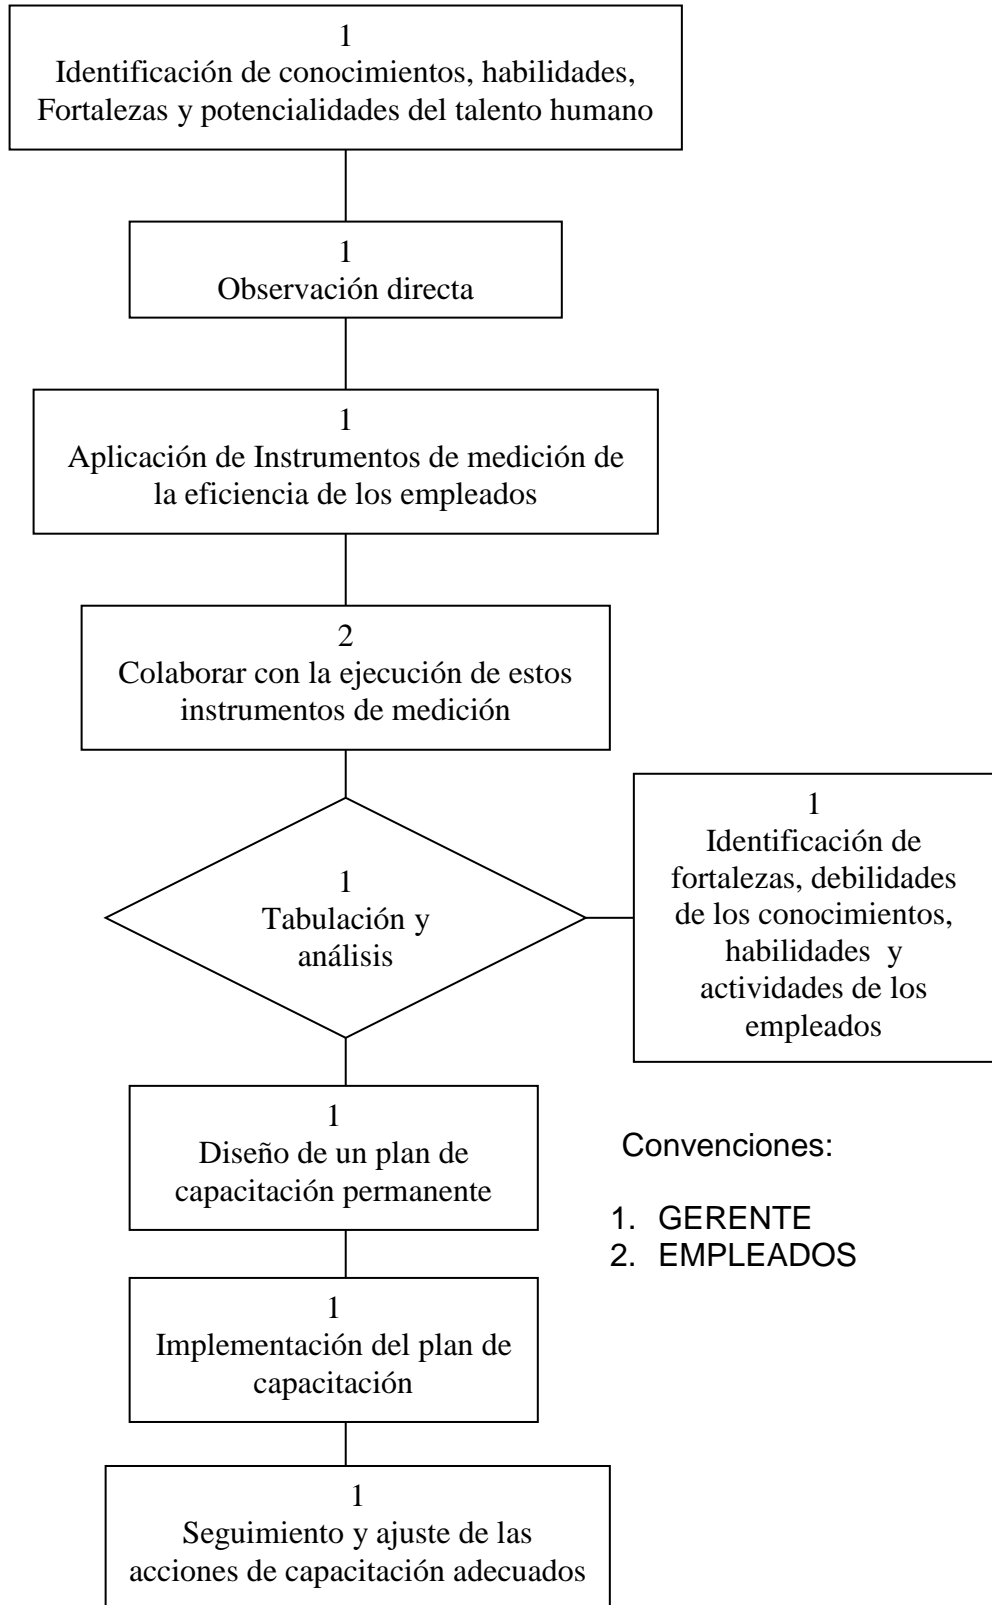 1
Identificación de conocimientos, habilidades,
Fortalezas y potencialidades del talento humano
1
Observación directa
1
Aplicación de Instrumentos de medición de
la eficiencia de los empleados
2
Colaborar con la ejecución de estos
instrumentos de medición
1
Tabulación y
análisis
1
Identificación de
fortalezas, debilidades
de los conocimientos,
habilidades y
actividades de los
empleados
1
Diseño de un plan de
capacitación permanente
Convenciones:
1. GERENTE
2. EMPLEADOS
1
Implementación del plan de
capacitación
1
Seguimiento y ajuste de las
acciones de capacitación adecuados